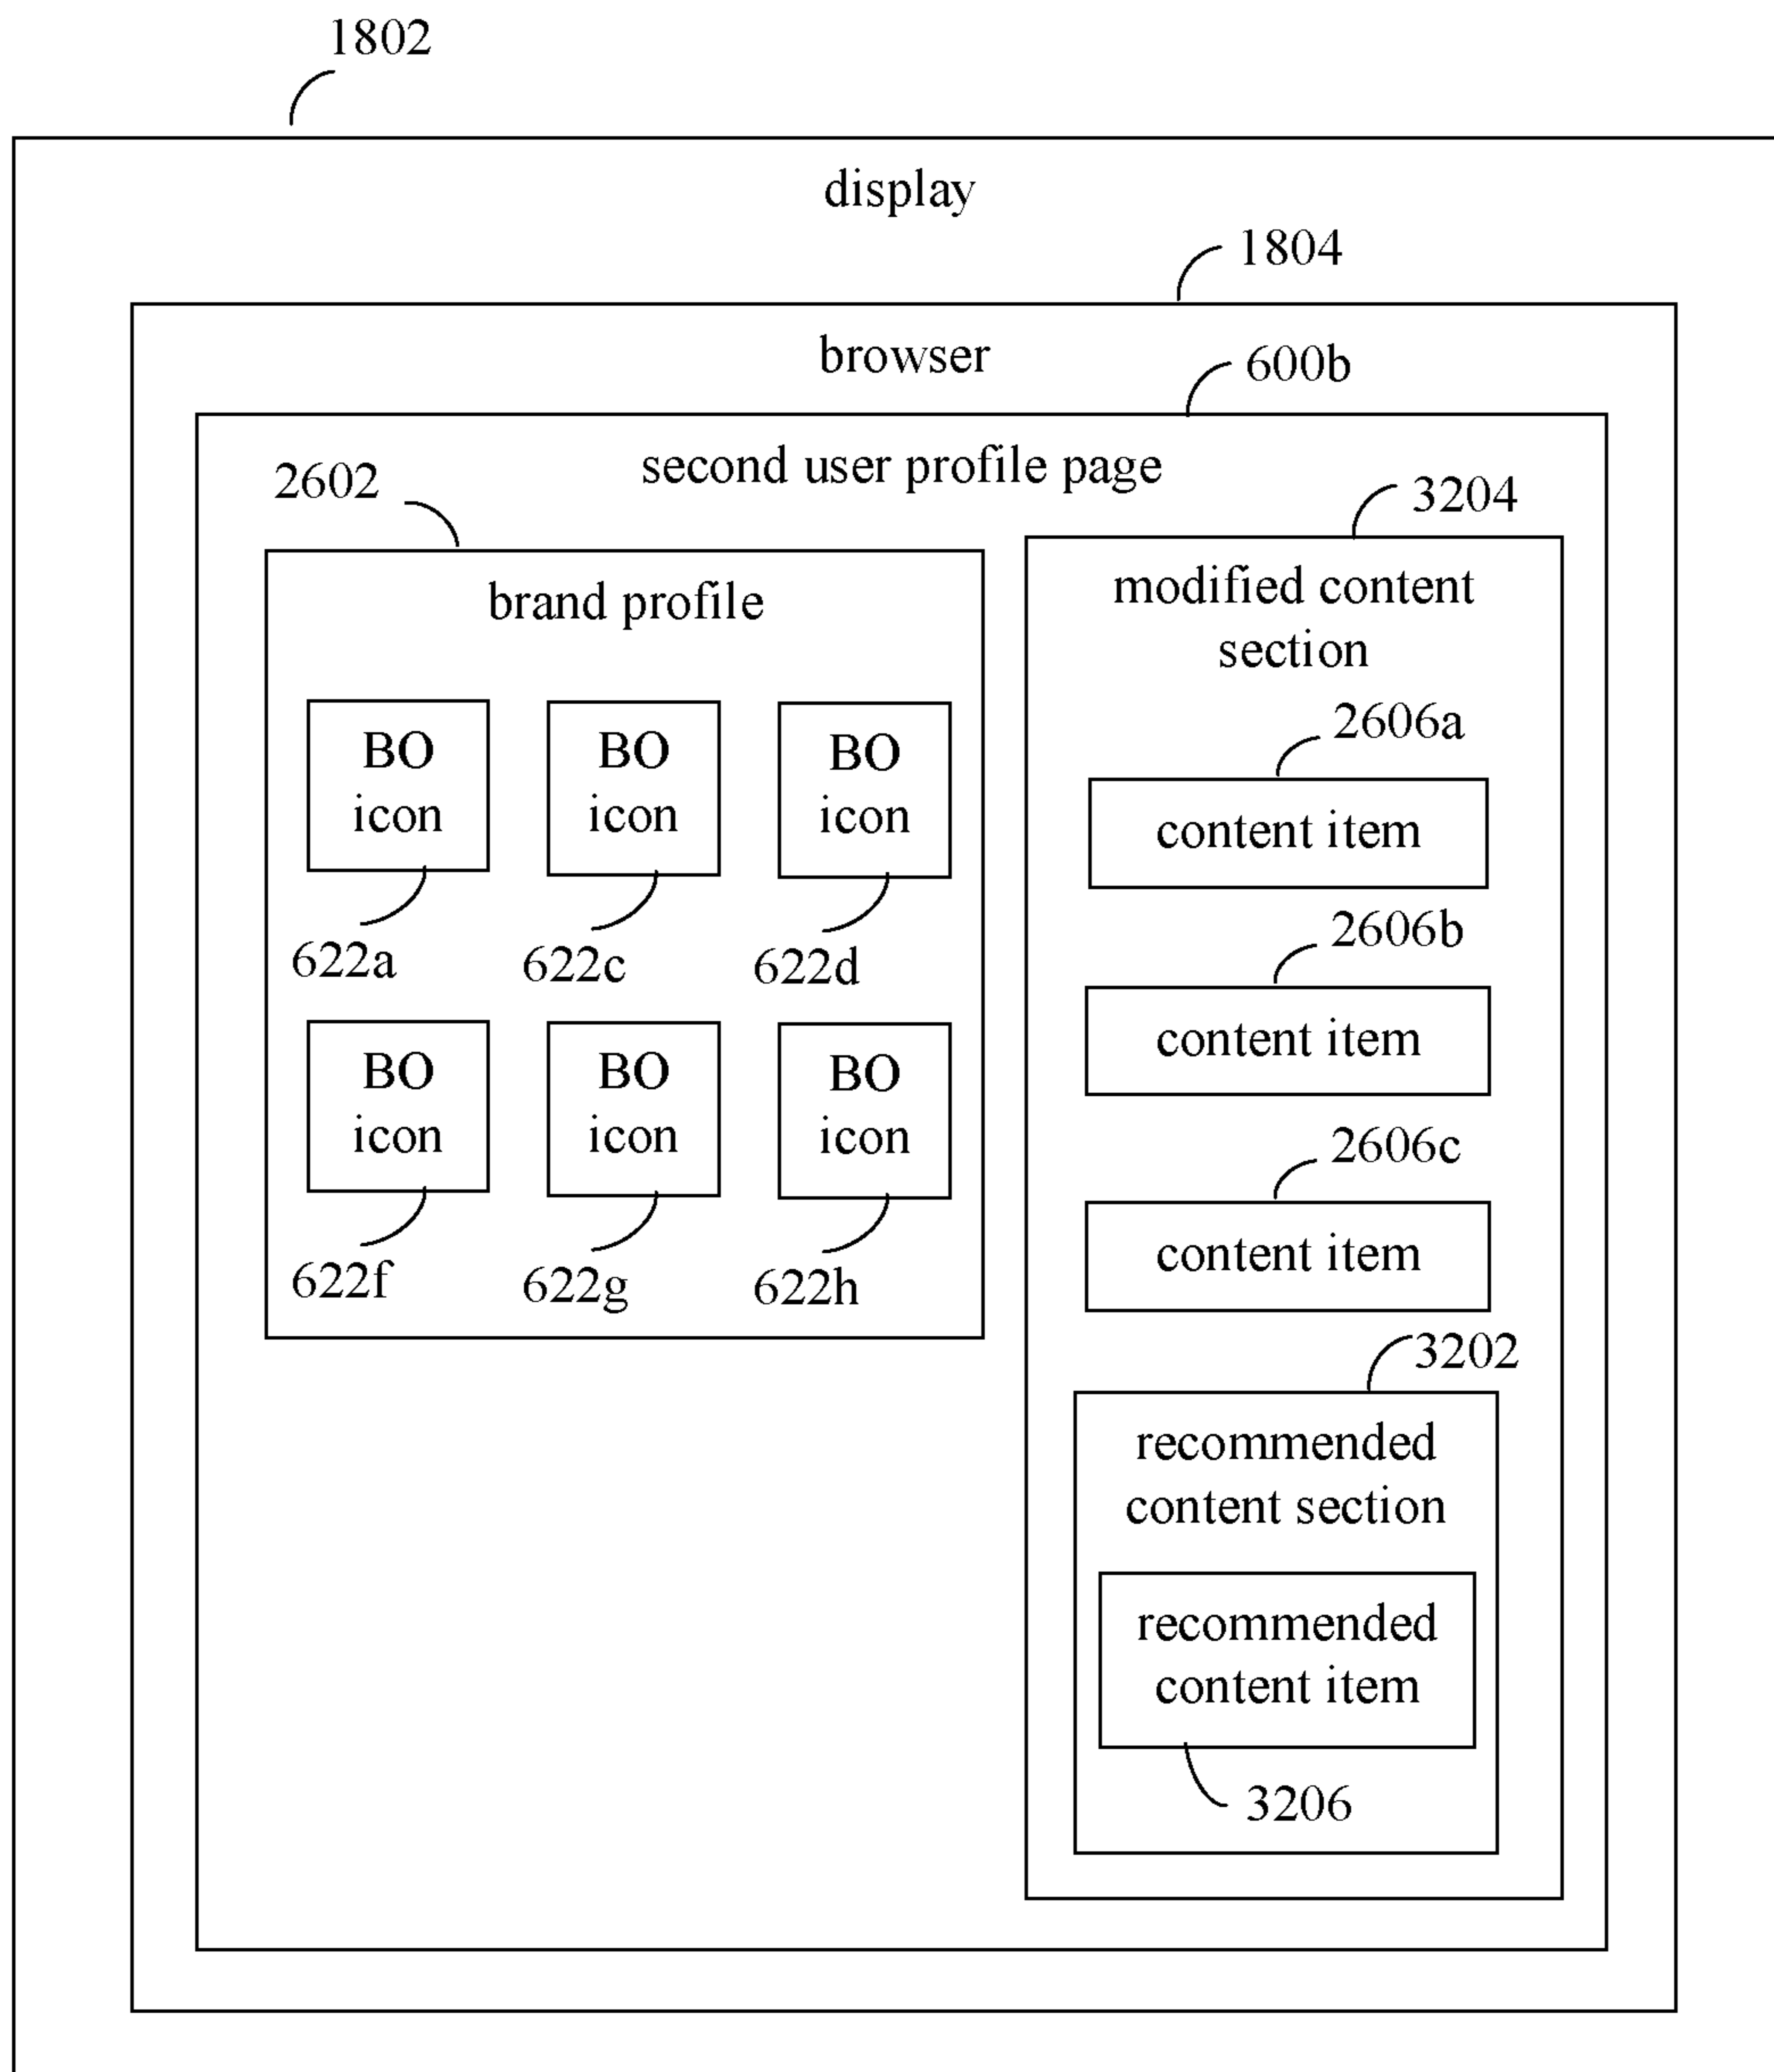 1802
display
1804
browser
600b
second user profile page
2602
brand profile
BO
icon
622a
BO
icon
622c
BO
icon
622d
BO
icon
622f
BO
icon
622g
BO
icon
622h
3204
modified content
section
2606a
content item
2606b
content item
2606c
content item
3202
recommended
content section
recommended
content item
3206